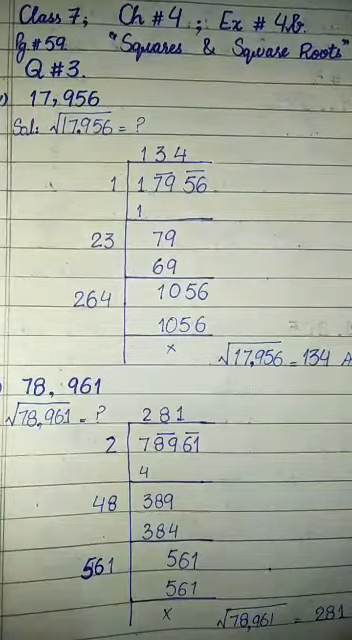 Class 7; Ch # 4; Ex # 4b.
Pg. # 59. "Squares & Square Roots"
Q # 3.
) 17,956
Sol: √17,956 = ?
134
1 | 1 79 56
1
23 | 79
69
264 | 1056
1056
x √17,956 = 134 A
) 78, 961
√78,961 = ? 281
2 | 7 89 61
4
48 | 389
384
561 | 561
561
x √78,961 = 281